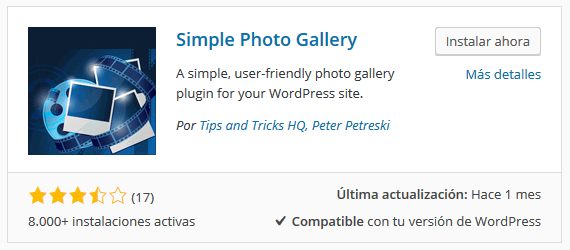 Simple Photo Gallery
Instalar ahora
Más detalles
A simple, user-friendly photo gallery
plugin for your WordPress site.
Por Tips and Tricks HQ, Peter Petreski
(17)
8.000+ instalaciones activas
Última actualización: Hace 1 mes
Compatible con tu versión de WordPress